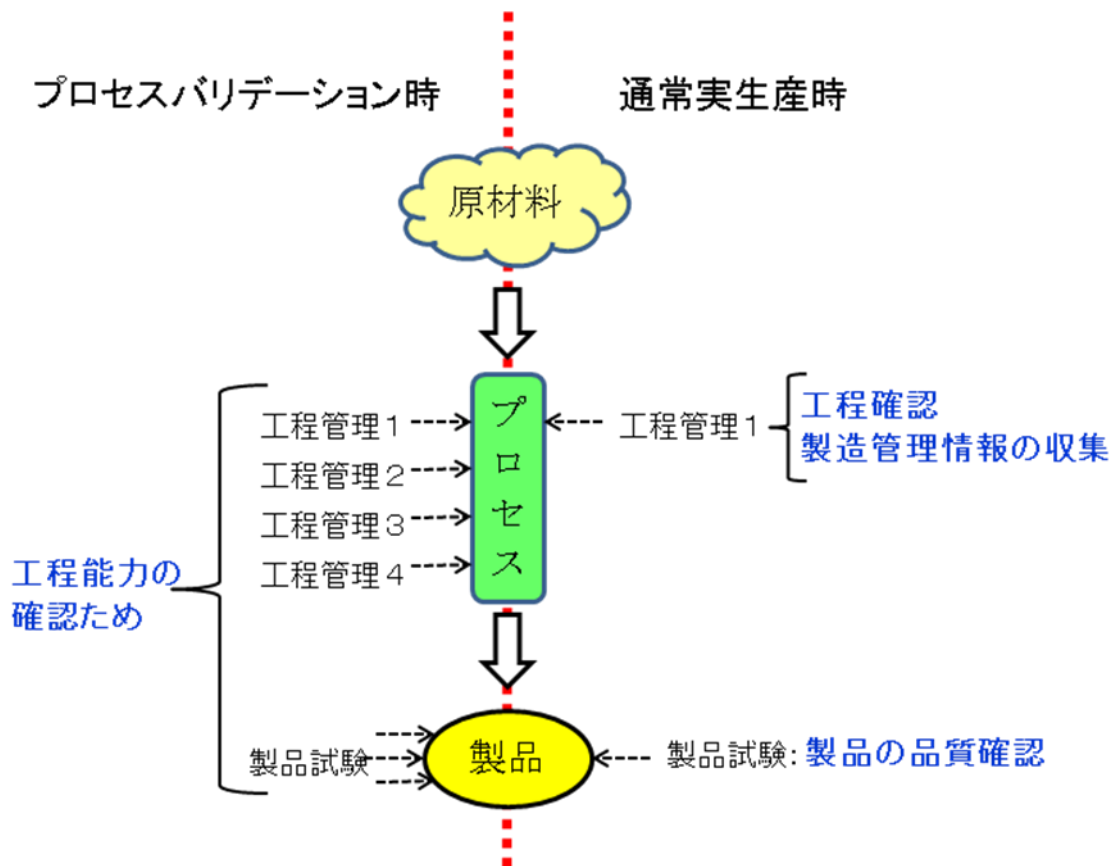 プロセスバリデーション時
通常実生産時
原材料
プロセス
工程管理1
工程管理2
工程管理3
工程管理4
工程能力の
確認ため
工程管理1
工程確認
製造管理情報の収集
製品試験
製品
製品試験: 製品の品質確認